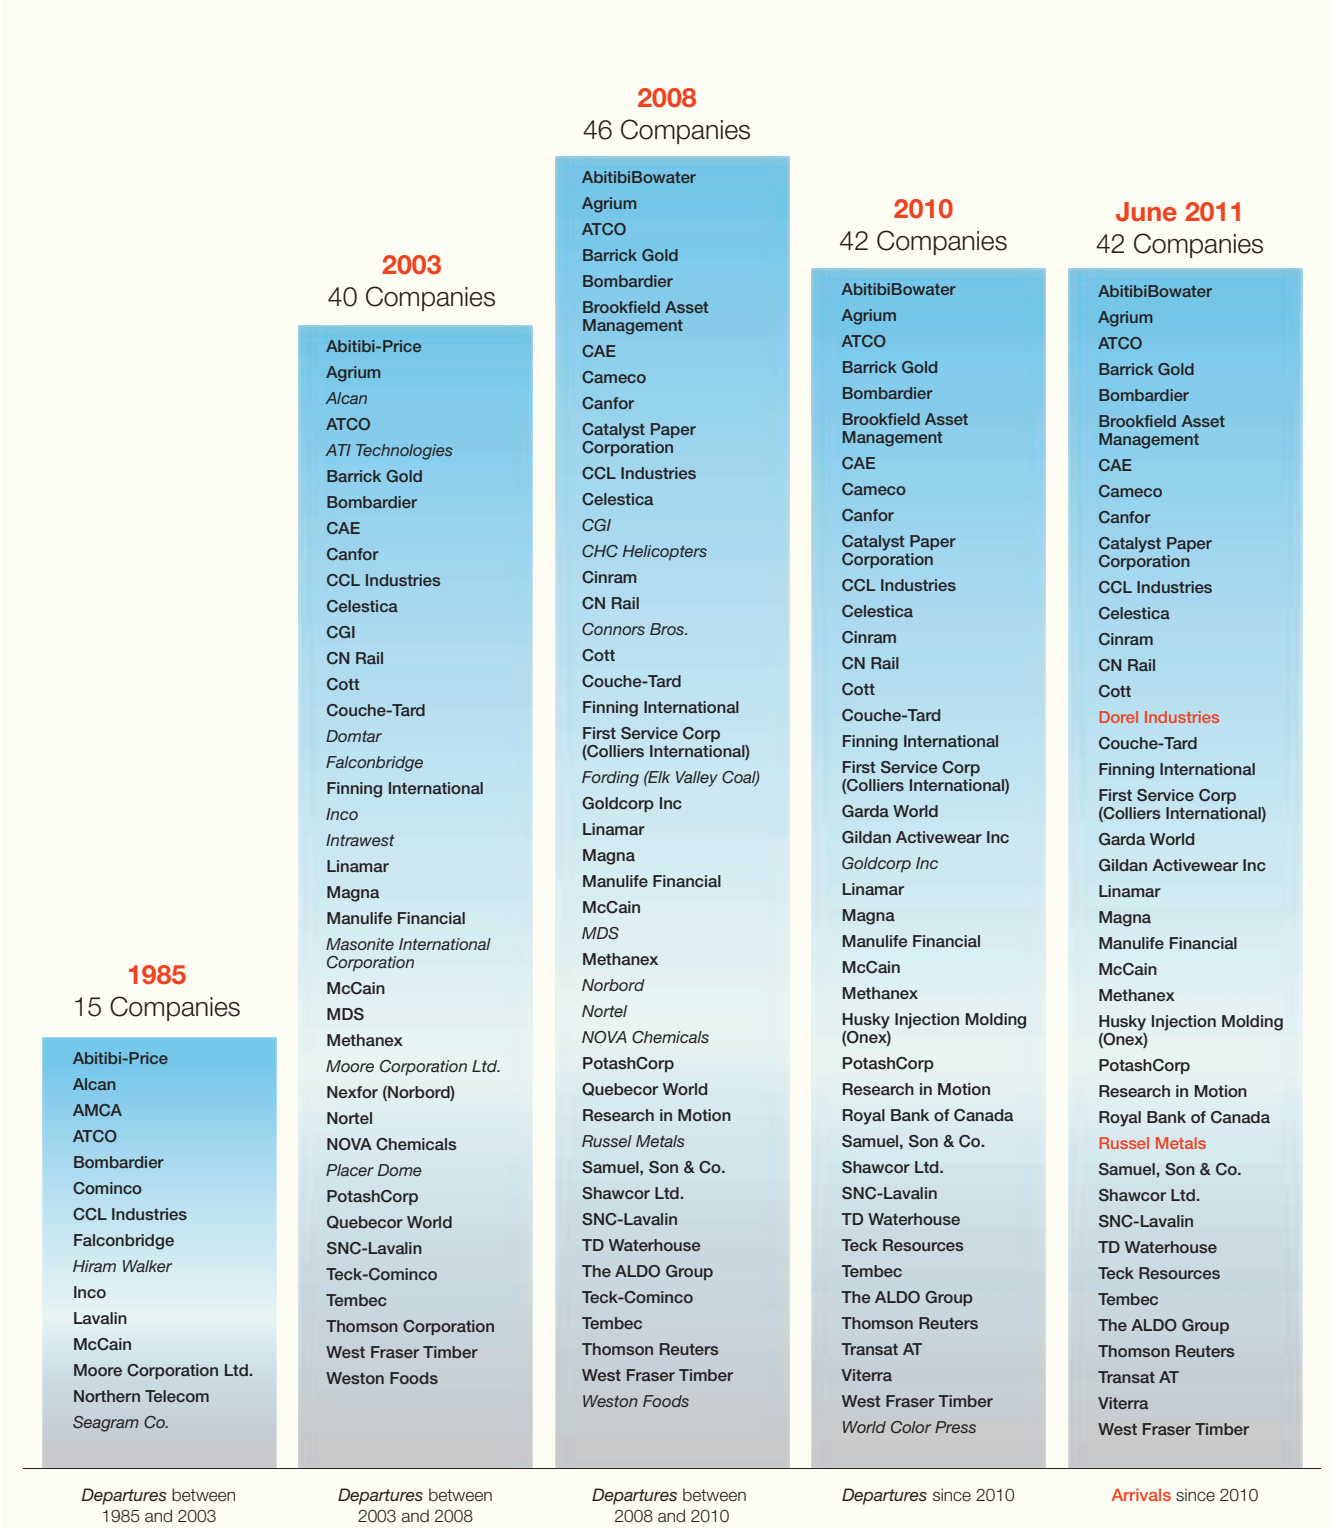 1985
15 Companies
Abitibi-Price
Alcan
AMCA
ATCO
Bombardier
Cominco
CCL Industries
Falconbridge
Hiram Walker
Inco
Lavalin
McCain
Moore Corporation Ltd.
Northern Telecom
Seagram Co.
Departures between
1985 and 2003
2003
40 Companies
Abitibi-Price
Agrium
Alcan
ATCO
ATI Technologies
Barrick Gold
Bombardier
CAE
Canfor
CCL Industries
Celestica
CGI
CN Rail
Cott
Couche-Tard
Domtar
Falconbridge
Finning International
Inco
Intrawest
Linamar
Magna
Manulife Financial
Masonite International
Corporation
McCain
MDS
Methanex
Moore Corporation Ltd.
Nexfor (Norbord)
Nortel
NOVA Chemicals
Placer Dome
PotashCorp
Quebecor World
SNC-Lavalin
Teck-Cominco
Tembec
Thomson Corporation
West Fraser Timber
Weston Foods
Departures between
2003 and 2008
2008
46 Companies
AbitibiBowater
Agrium
ATCO
Barrick Gold
Bombardier
Brookfield Asset
Management
CAE
Cameco
Canfor
Catalyst Paper
Corporation
CCL Industries
Celestica
CGI
CHC Helicopters
Cinram
CN Rail
Connors Bros.
Cott
Couche-Tard
Finning International
First Service Corp
(Colliers International)
Fording (Elk Valley Coal)
Goldcorp Inc
Linamar
Magna
Manulife Financial
McCain
MDS
Methanex
Norbord
Nortel
NOVA Chemicals
PotashCorp
Quebecor World
Research in Motion
Russel Metals
Samuel, Son & Co.
Shawcor Ltd.
SNC-Lavalin
TD Waterhouse
The ALDO Group
Teck-Cominco
Tembec
Thomson Reuters
West Fraser Timber
Weston Foods
Departures between
2008 and 2010
2010
42 Companies
AbitibiBowater
Agrium
ATCO
Barrick Gold
Bombardier
Brookfield Asset
Management
CAE
Cameco
Canfor
Catalyst Paper
Corporation
CCL Industries
Celestica
Cinram
CN Rail
Cott
Couche-Tard
Finning International
First Service Corp
(Colliers International)
Garda World
Gildan Activewear Inc
Goldcorp Inc
Linamar
Magna
Manulife Financial
McCain
Methanex
Husky Injection Molding
(Onex)
PotashCorp
Research in Motion
Royal Bank of Canada
Samuel, Son & Co.
Shawcor Ltd.
SNC-Lavalin
TD Waterhouse
Teck Resources
Tembec
The ALDO Group
Thomson Reuters
Transat AT
Viterra
West Fraser Timber
World Color Press
Departures since 2010
June 2011
42 Companies
AbitibiBowater
Agrium
ATCO
Barrick Gold
Bombardier
Brookfield Asset
Management
CAE
Cameco
Canfor
Catalyst Paper
Corporation
CCL Industries
Celestica
Cinram
CN Rail
Cott
Dorel Industries
Couche-Tard
Finning International
First Service Corp
(Colliers International)
Garda World
Gildan Activewear Inc
Linamar
Magna
Manulife Financial
McCain
Methanex
Husky Injection Molding
(Onex)
PotashCorp
Research in Motion
Royal Bank of Canada
Russel Metals
Samuel, Son & Co.
Shawcor Ltd.
SNC-Lavalin
TD Waterhouse
Teck Resources
Tembec
The ALDO Group
Thomson Reuters
Transat AT
Viterra
West Fraser Timber
Arrivals since 2010